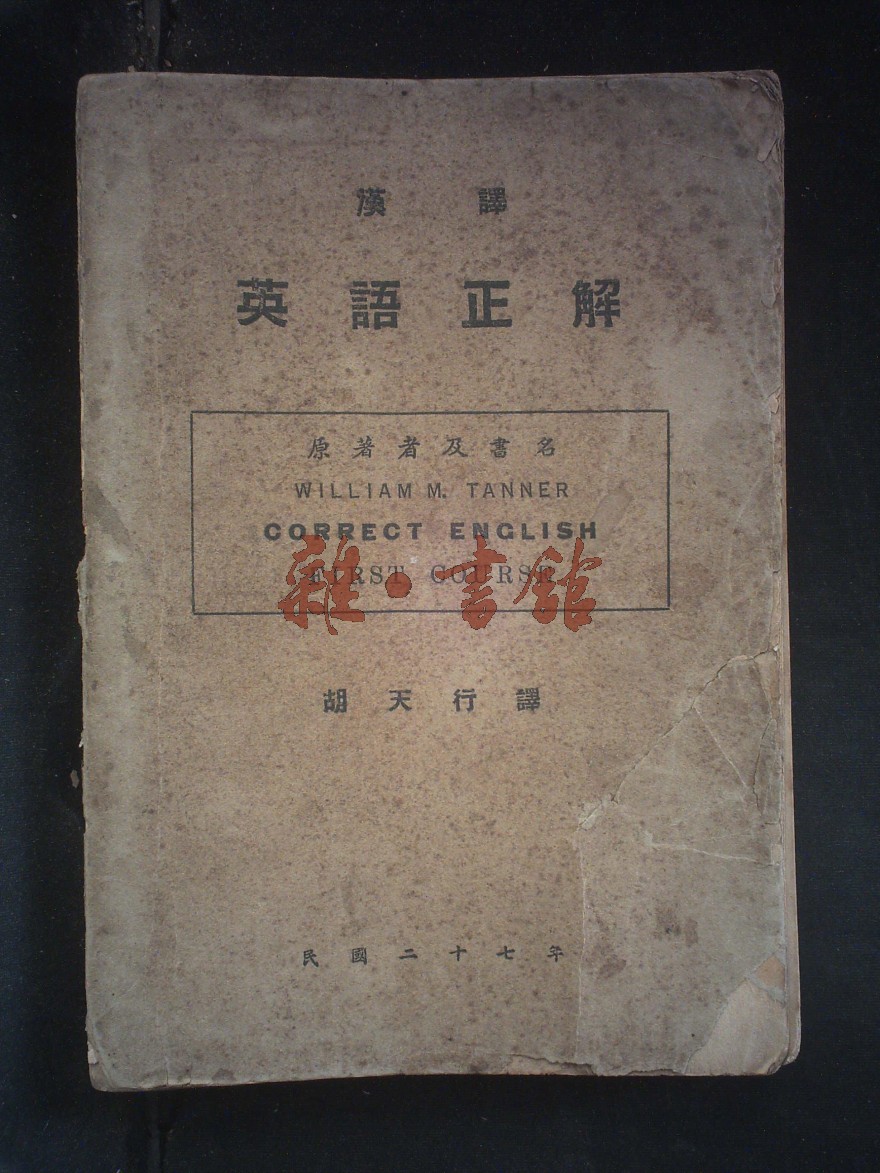 漢譯
英語正解
原著者及書名
WILLIAM M. TANNER
CORRECT ENGLISH
FIRST COURSE
雜·書館
胡天行譯
民國二十七年